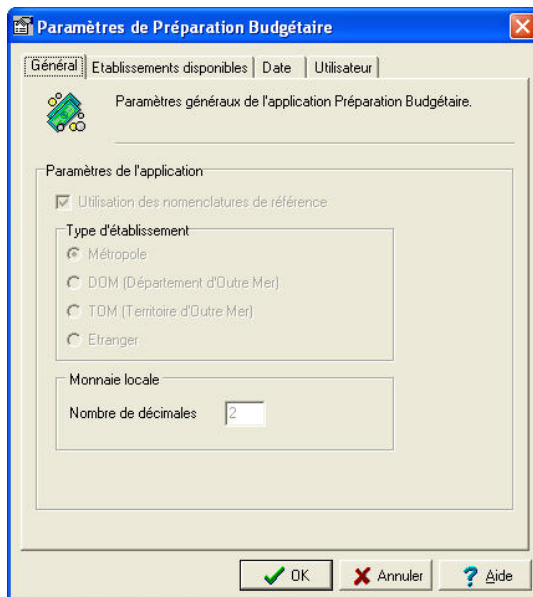 Paramètres de Préparation Budgétaire
Général
Etablissements disponibles
Date
Utilisateur
Paramètres généraux de l'application Préparation Budgétaire.
Paramètres de l'application
Utilisation des nomenclatures de référence
Type d'établissement
Métropole
DOM (Département d'Outre Mer)
TOM (Territoire d'Outre Mer)
Etranger
Monnaie locale
Nombre de décimales 2
OK
Annuler
Aide